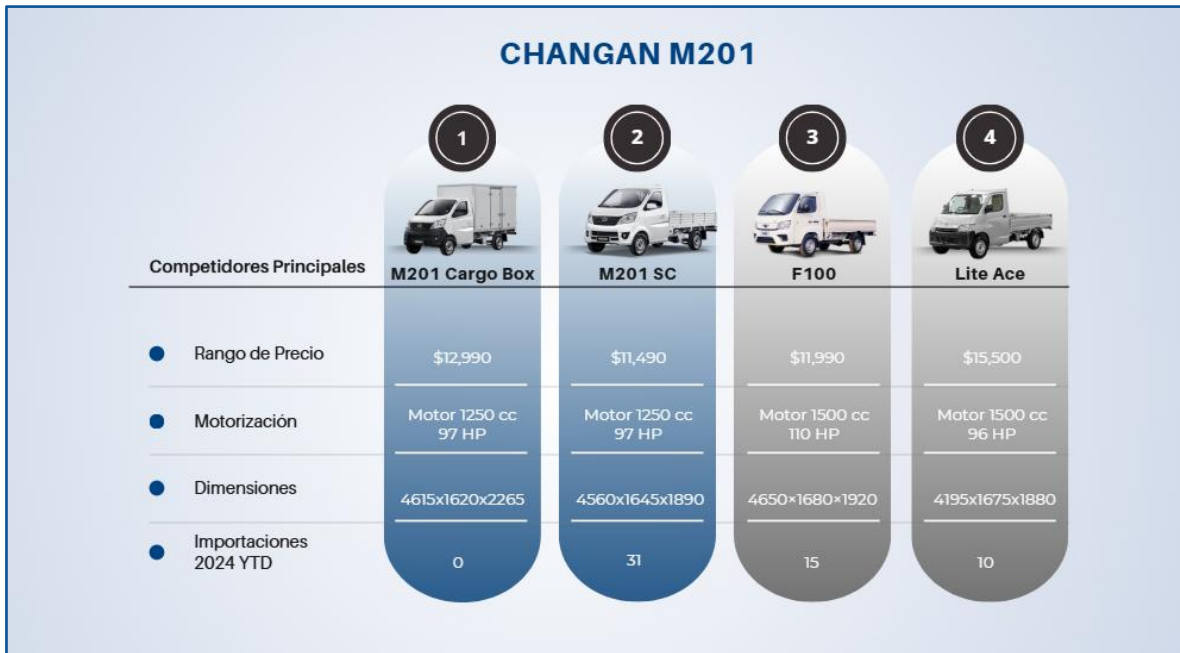 CHANGAN M201
1
2
3
4
Competidores Principales
M201 Cargo Box
M201 SC
F100
Lite Ace
Rango de Precio
$12,990
$11,490
$11,990
$15,500
Motorización
Motor 1250 cc
97 HP
Motor 1250 cc
97 HP
Motor 1500 cc
110 HP
Motor 1500 cc
96 HP
Dimensiones
4615x1620x2265
4560x1645x1890
4650×1680×1920
4195x1675x1880
Importaciones
2024 YTD
0
31
15
10